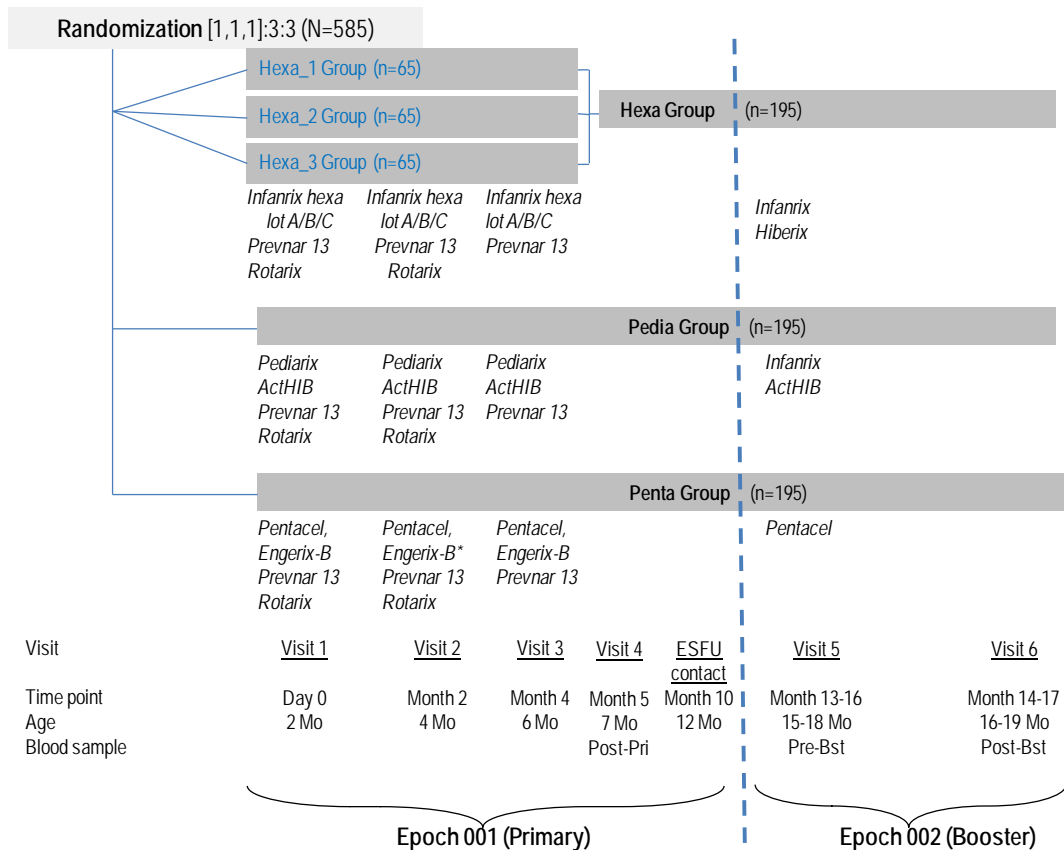 Randomization [1,1,1]:3:3 (N=585)
Hexa_1 Group (n=65)
Hexa_2 Group (n=65)
Hexa_3 Group (n=65)
Hexa Group (n=195)
Infanrix hexa Infanrix hexa Infanrix hexa
lot A/B/C lot A/B/C lot A/B/C
Prevnar 13 Prevnar 13 Prevnar 13
Rotarix Rotarix
Infanrix
Hiberix
Pedia Group (n=195)
Pediarix Pediarix Pediarix Infanrix
ActHIB ActHIB ActHIB ActHIB
Prevnar 13 Prevnar 13 Prevnar 13
Rotarix Rotarix
Penta Group (n=195)
Pentacel, Pentacel, Pentacel, Pentacel
Engerix-B Engerix-B* Engerix-B
Prevnar 13 Prevnar 13 Prevnar 13
Rotarix Rotarix
Visit Visit 1 Visit 2 Visit 3 Visit 4 ESFU Visit 5 Visit 6
contact
Time point Day 0 Month 2 Month 4 Month 5 Month 10 Month 13-16 Month 14-17
Age 2 Mo 4 Mo 6 Mo 7 Mo 12 Mo 15-18 Mo 16-19 Mo
Blood sample Post-Pri Pre-Bst Post-Bst
Epoch 001 (Primary) Epoch 002 (Booster)